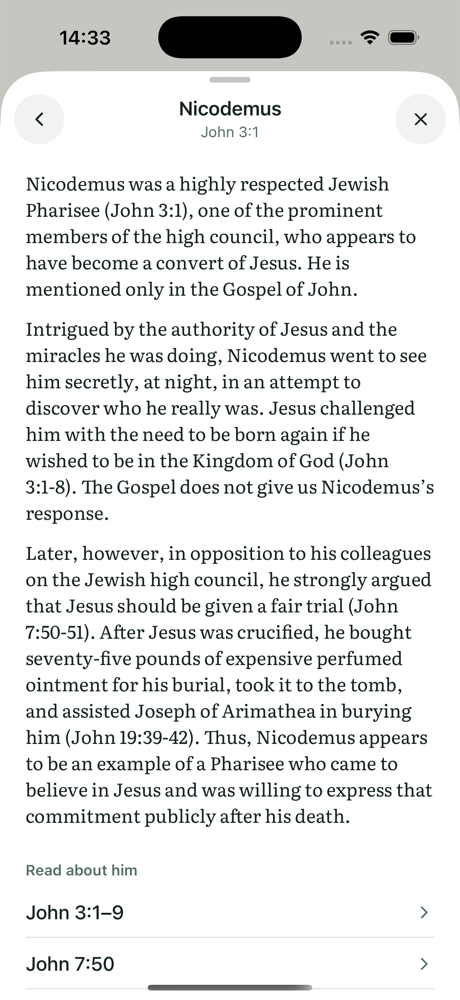 14:33
Nicodemus
John 3:1
Nicodemus was a highly respected Jewish
Pharisee (John 3:1), one of the prominent
members of the high council, who appears to
have become a convert of Jesus. He is
mentioned only in the Gospel of John.
Intrigued by the authority of Jesus and the
miracles he was doing, Nicodemus went to see
him secretly, at night, in an attempt to
discover who he really was. Jesus challenged
him with the need to be born again if he
wished to be in the Kingdom of God (John
3:1-8). The Gospel does not give us Nicodemus’s
response.
Later, however, in opposition to his colleagues
on the Jewish high council, he strongly argued
that Jesus should be given a fair trial (John
7:50-51). After Jesus was crucified, he bought
seventy-five pounds of expensive perfumed
ointment for his burial, took it to the tomb,
and assisted Joseph of Arimathea in burying
him (John 19:39-42). Thus, Nicodemus appears
to be an example of a Pharisee who came to
believe in Jesus and was willing to express that
commitment publicly after his death.
Read about him
John 3:1–9
John 7:50